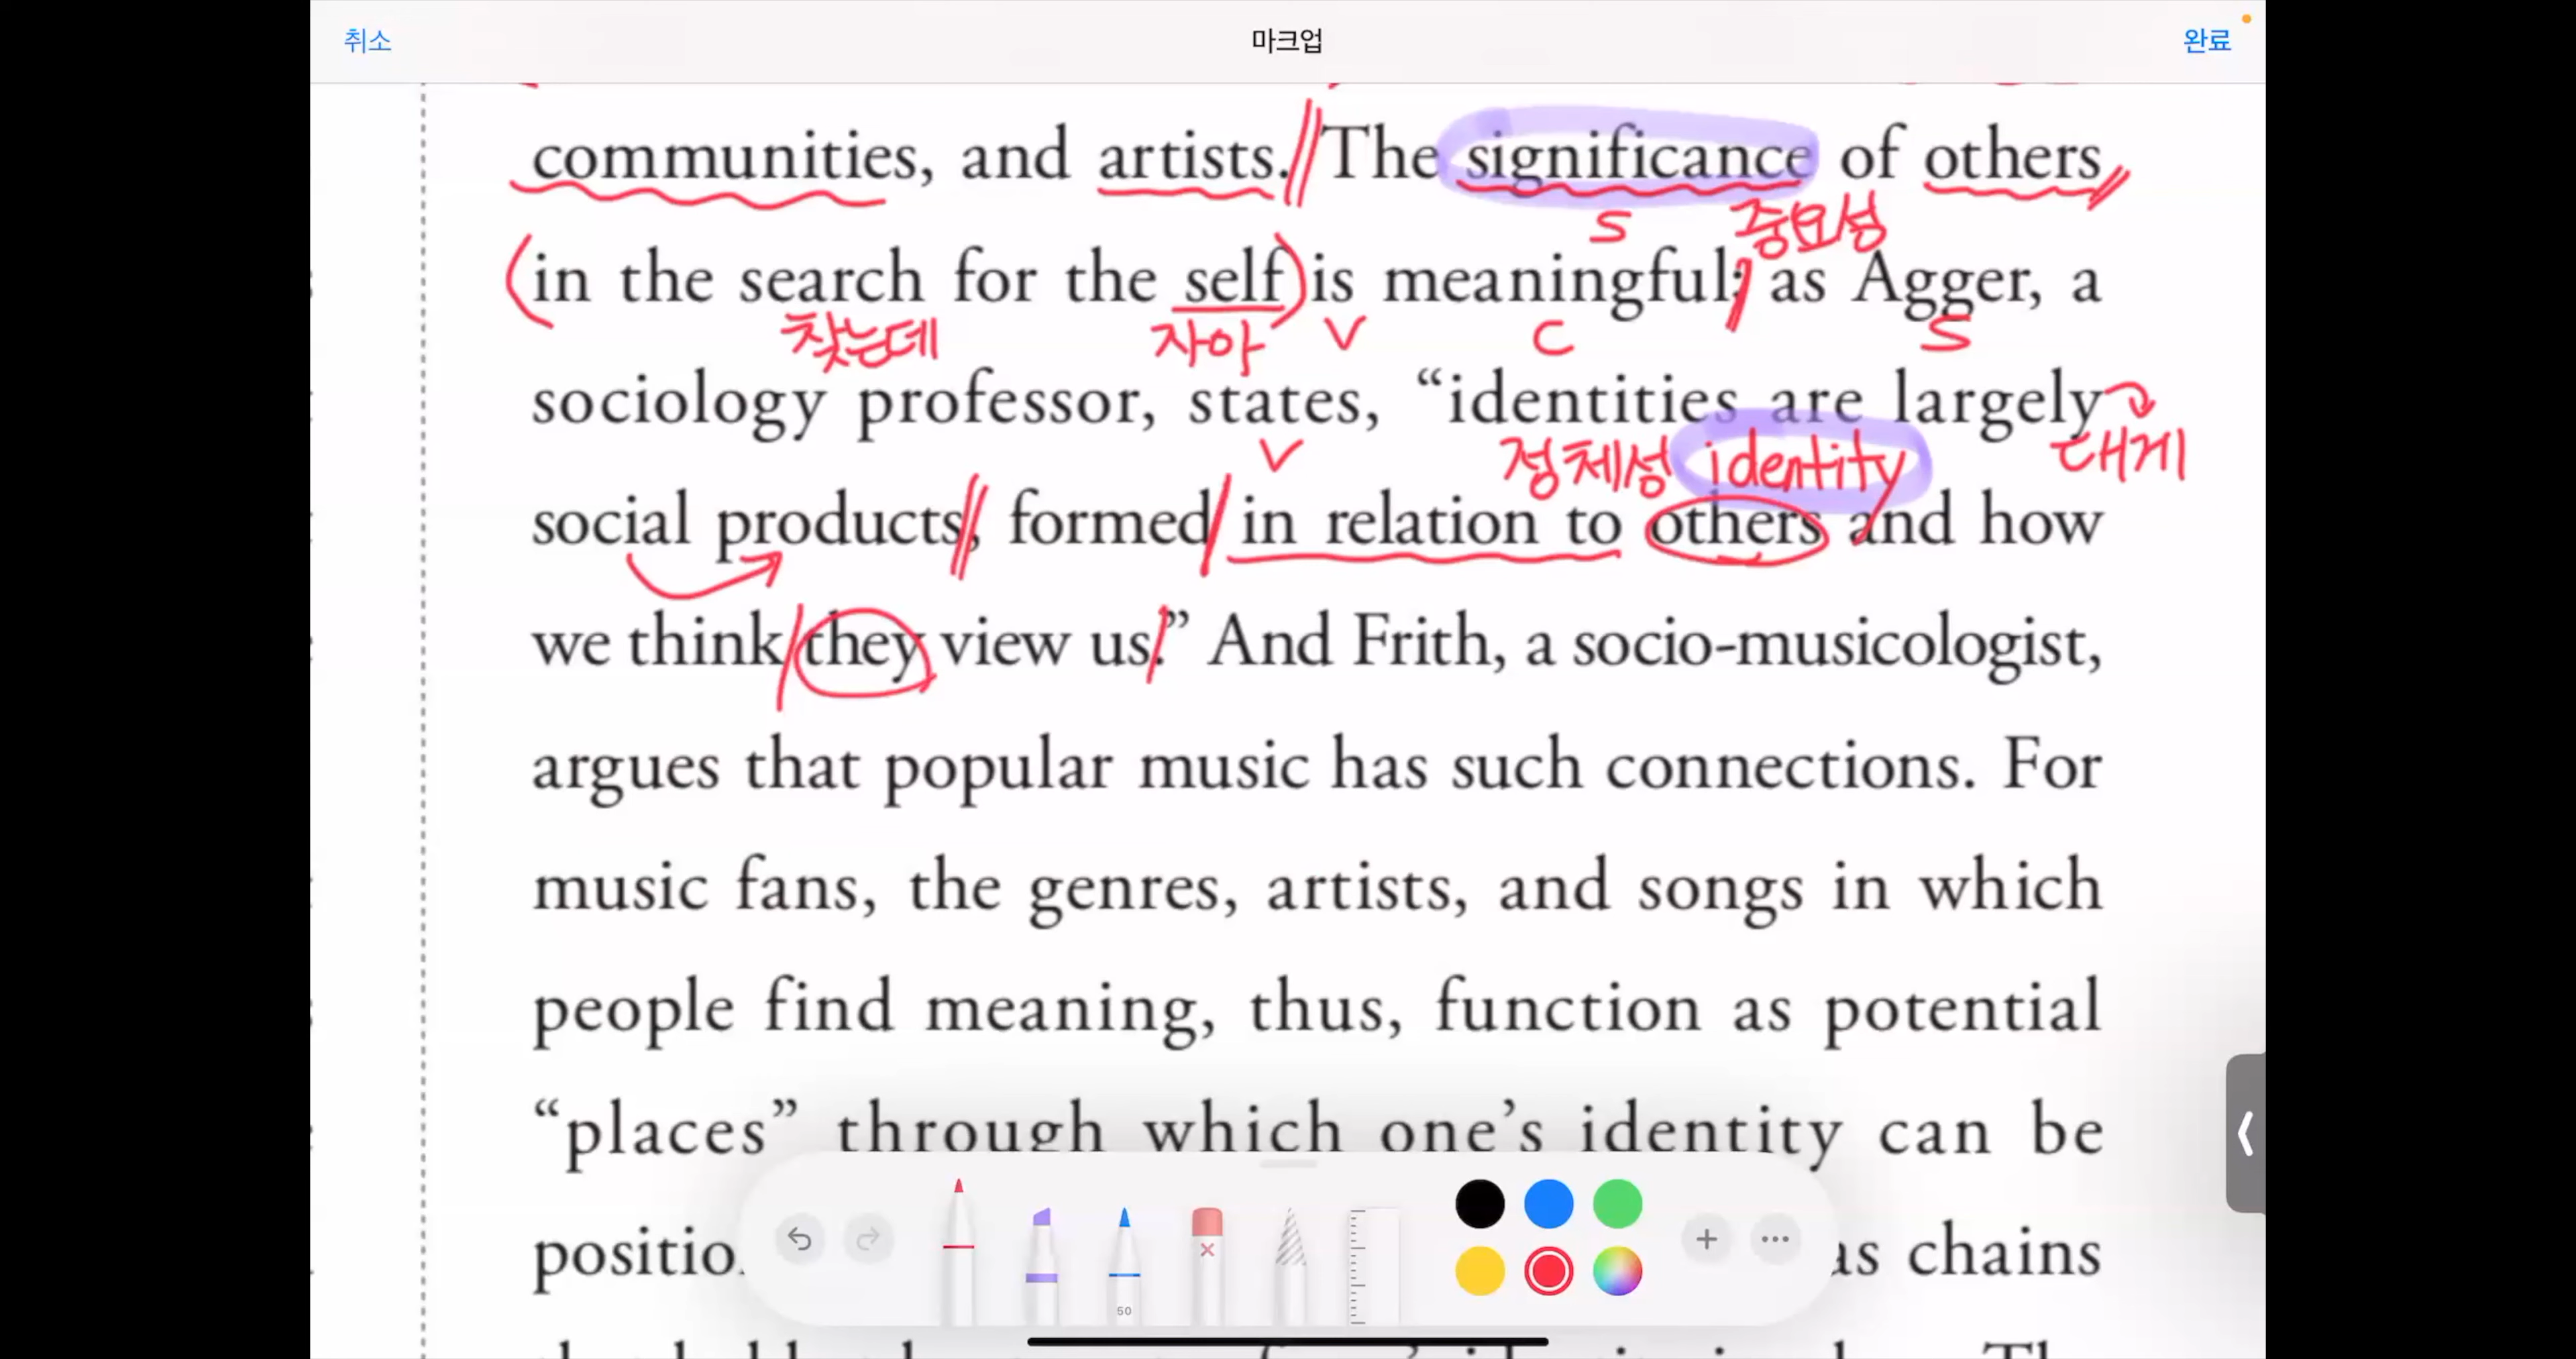 취소
마크업
완료
communities, and artists. The significance of others
S 중요성
in the search for the self is meaningful; as Agger, a
찾는데 자아 V C S
sociology professor, states, “identities are largely
V 정체성 identity 대게
social products, formed in relation to others and how
we think they view us.” And Frith, a socio-musicologist,
argues that popular music has such connections. For
music fans, the genres, artists, and songs in which
people find meaning, thus, function as potential
“places” through which one’s identity can be
as chains
50